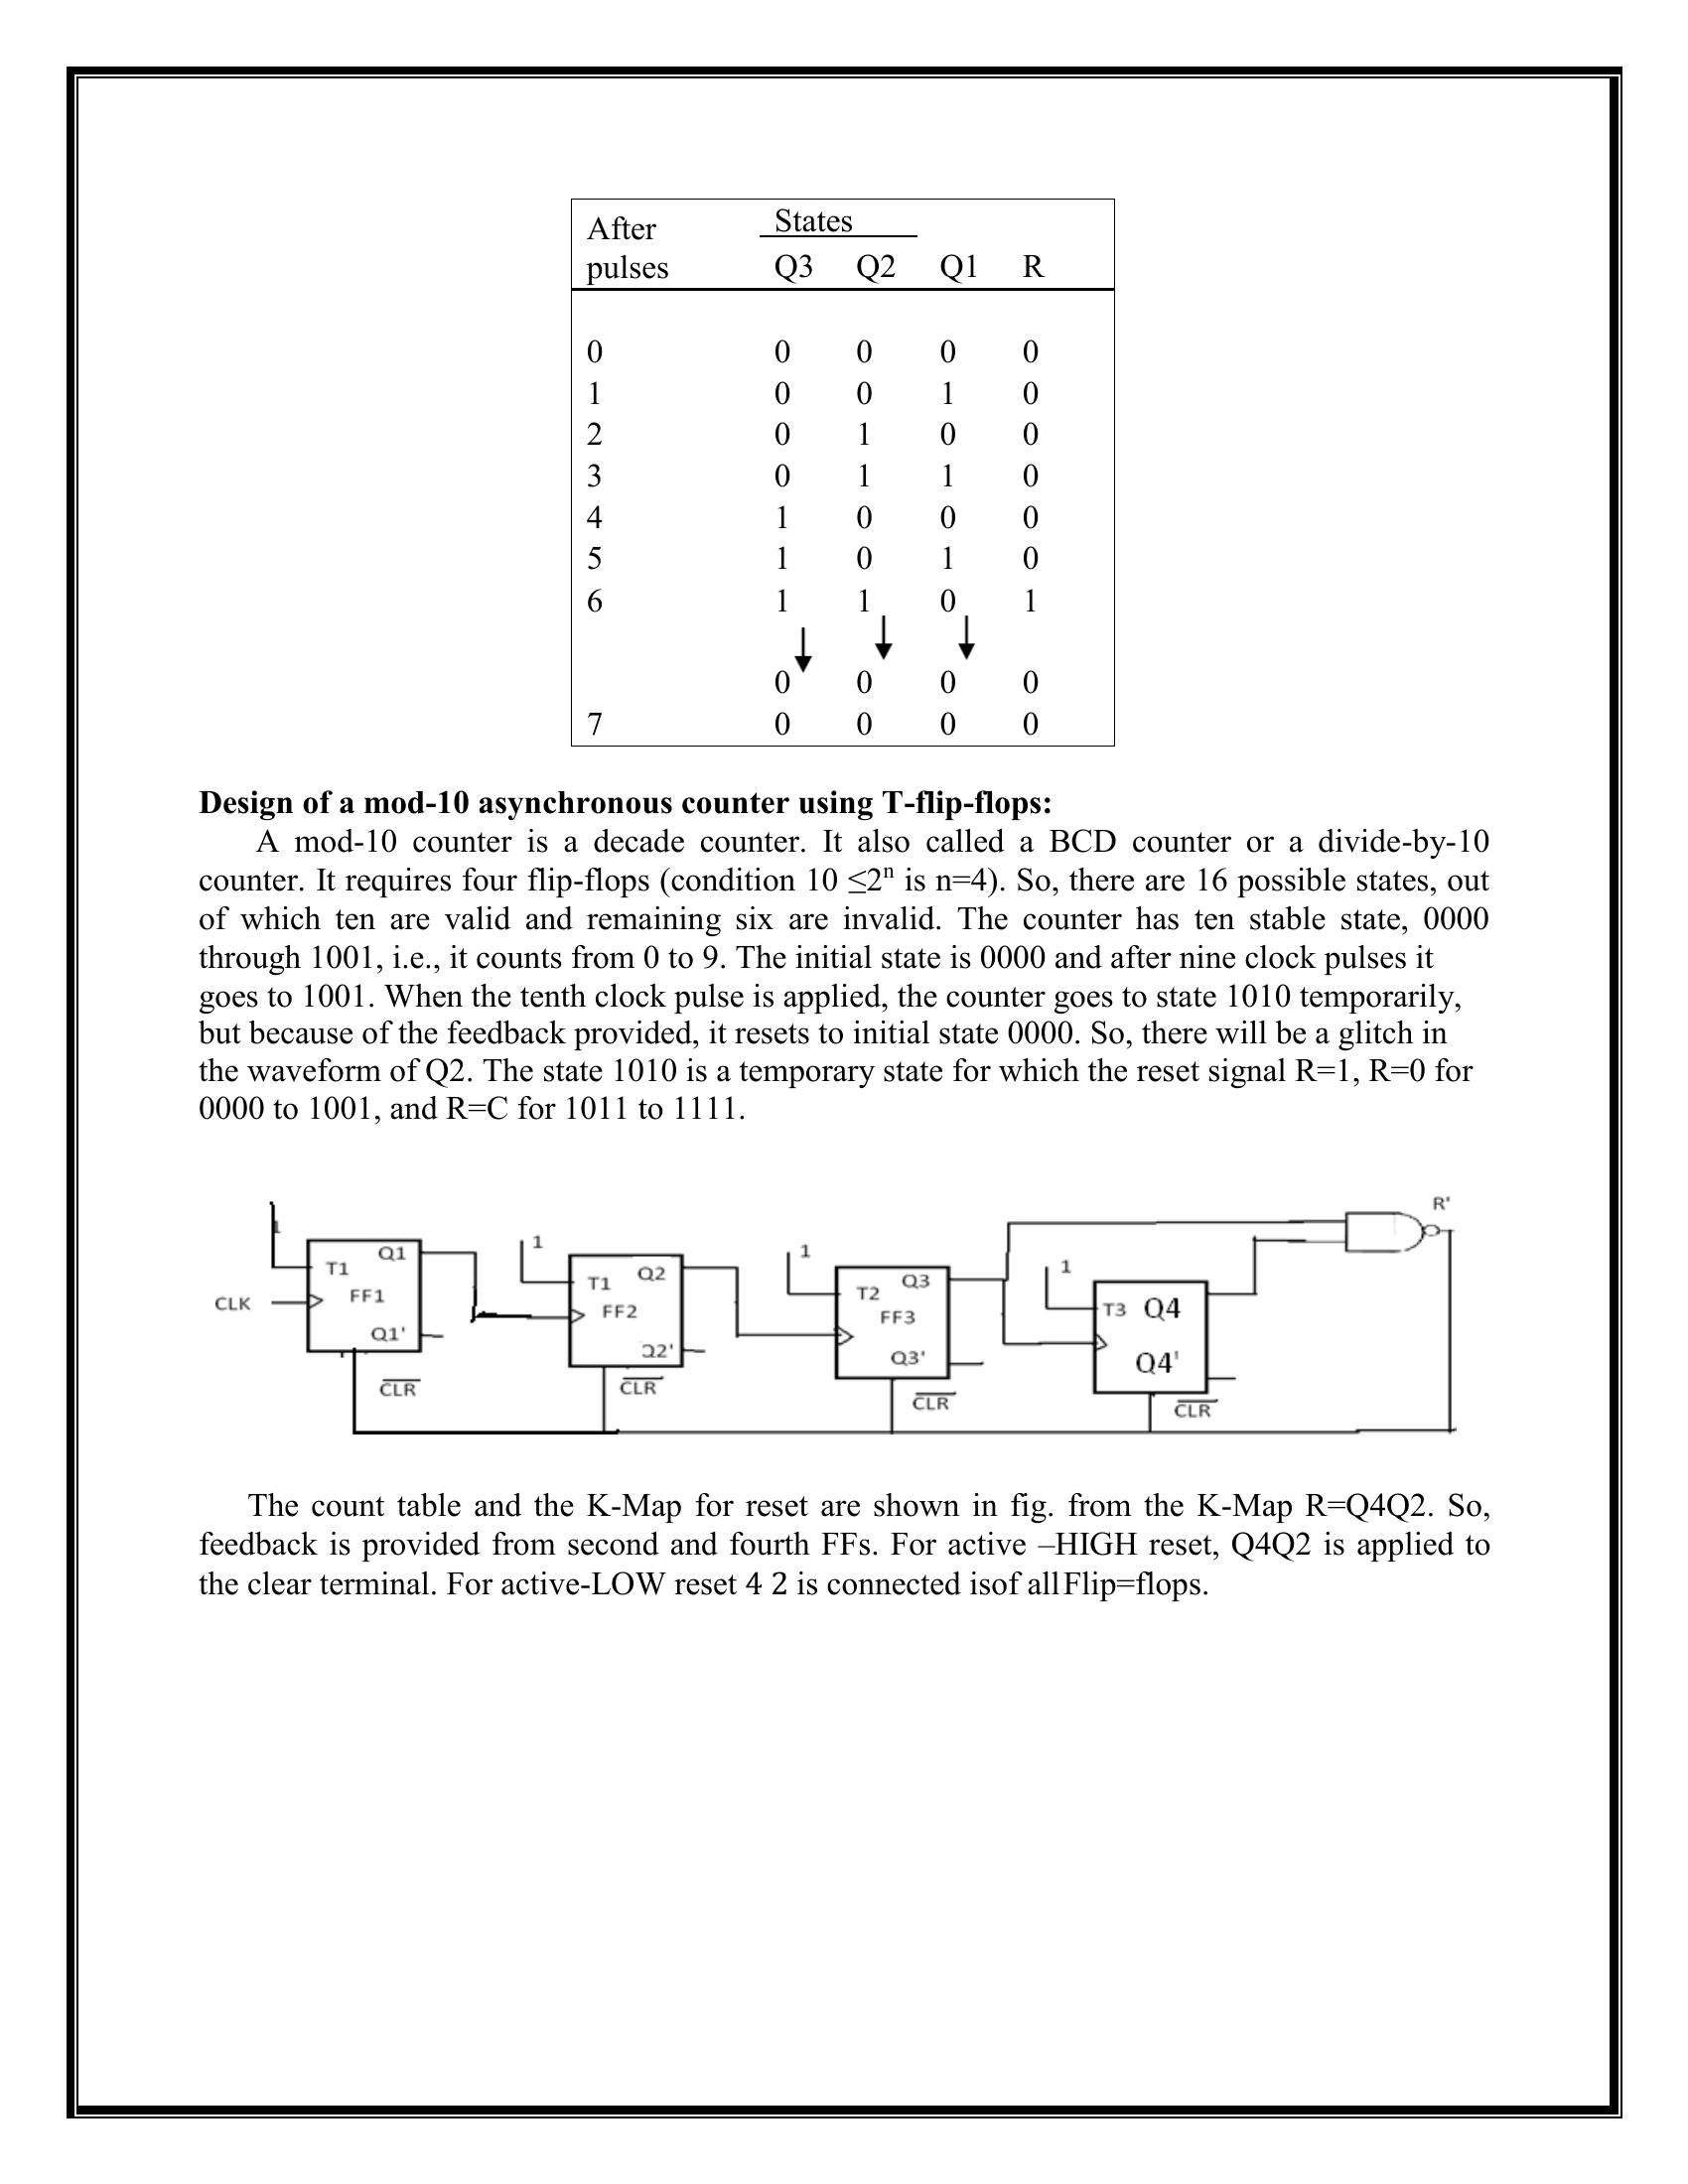 After States
pulses Q3 Q2 Q1 R
0 0 0 0 0
1 0 0 1 0
2 0 1 0 0
3 0 1 1 0
4 1 0 0 0
5 1 0 1 0
6 1 1 0 1
0 0 0 0
7 0 0 0 0
Design of a mod-10 asynchronous counter using T-flip-flops:
A mod-10 counter is a decade counter. It also called a BCD counter or a divide-by-10
counter. It requires four flip-flops (condition 10 ≤2ⁿ is n=4). So, there are 16 possible states, out
of which ten are valid and remaining six are invalid. The counter has ten stable state, 0000
through 1001, i.e., it counts from 0 to 9. The initial state is 0000 and after nine clock pulses it
goes to 1001. When the tenth clock pulse is applied, the counter goes to state 1010 temporarily,
but because of the feedback provided, it resets to initial state 0000. So, there will be a glitch in
the waveform of Q2. The state 1010 is a temporary state for which the reset signal R=1, R=0 for
0000 to 1001, and R=C for 1011 to 1111.
1
T1
Q1
FF1
CLK
Q1'
CLR
1
T1
Q2
FF2
Q2'
CLR
1
T2
Q3
FF3
Q3'
CLR
1
T3 Q4
Q4'
CLR
R'
The count table and the K-Map for reset are shown in fig. from the K-Map R=Q4Q2. So,
feedback is provided from second and fourth FFs. For active –HIGH reset, Q4Q2 is applied to
the clear terminal. For active-LOW reset 4 2 is connected isof all Flip=flops.